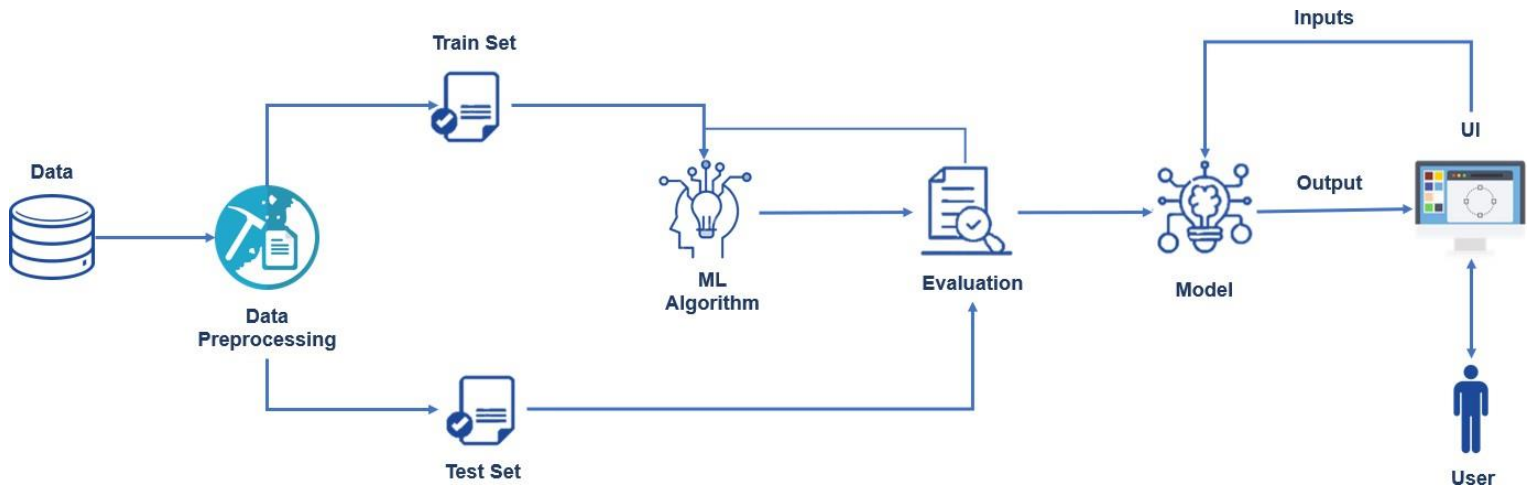 Inputs
Train Set
UI
Data
Output
ML
Algorithm
Evaluation
Model
Data
Preprocessing
Test Set
User